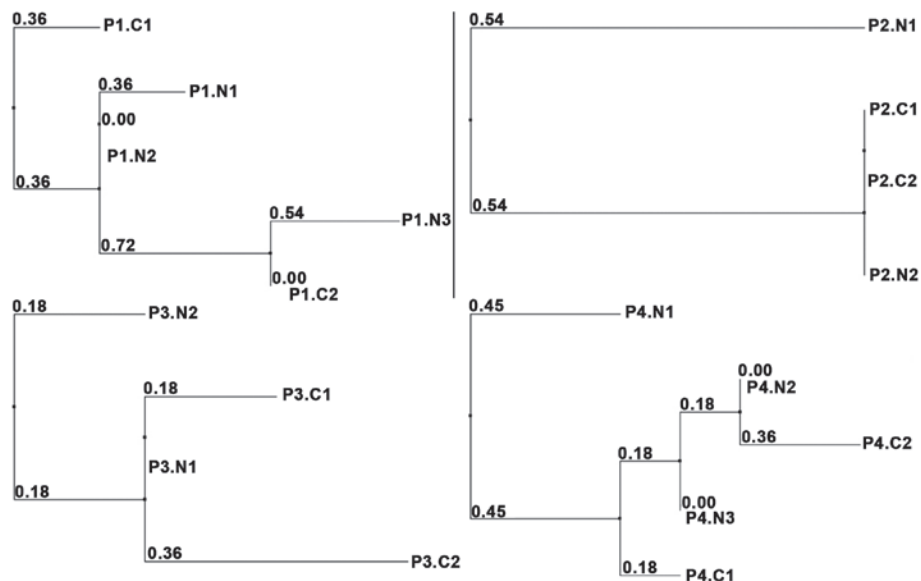 0.36 P1.C1
0.36 P1.N1
0.00
P1.N2
0.36
0.54 P1.N3
0.72
0.00
P1.C2
0.54 P2.N1
P2.C1
P2.C2
0.54
P2.N2
0.18 P3.N2
0.18 P3.C1
P3.N1
0.18
0.36 P3.C2
0.45 P4.N1
0.00
P4.N2
0.18
0.36 P4.C2
0.18
0.00
P4.N3
0.45
0.18 P4.C1